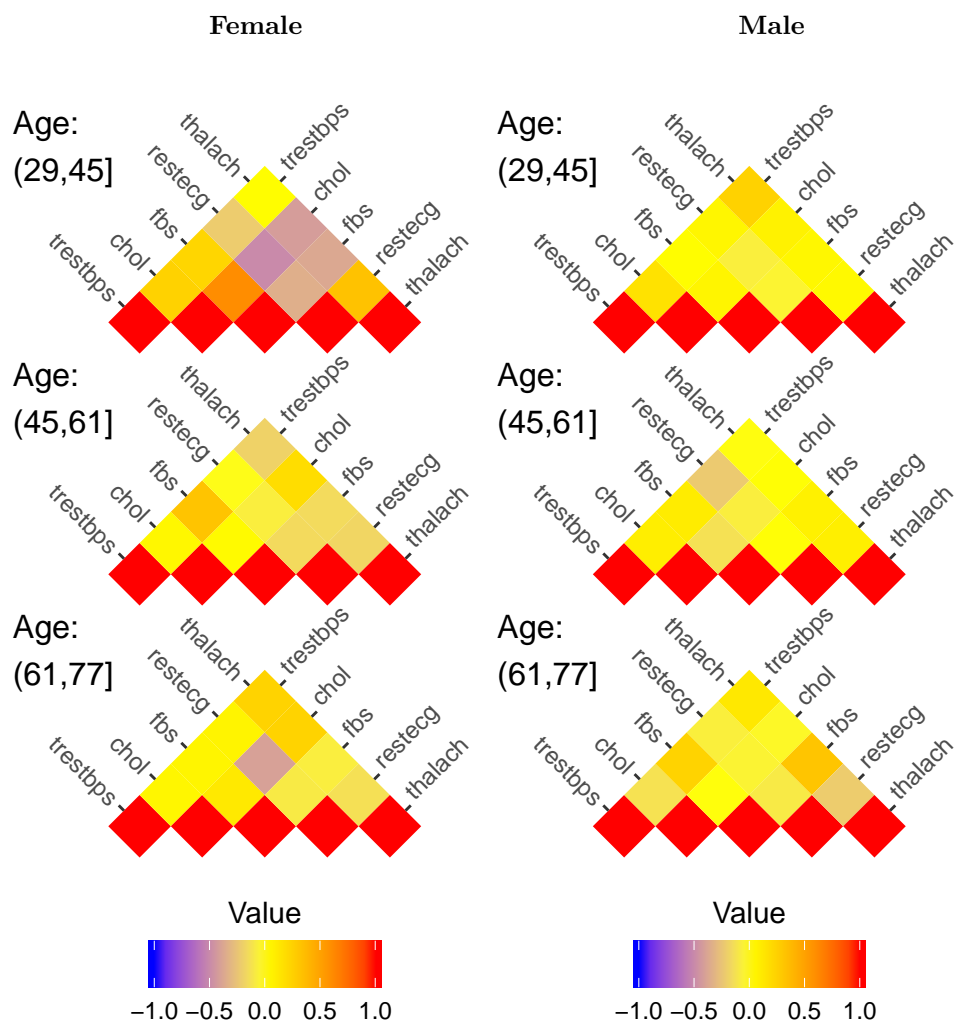 Female
Male
Age:
(29,45]
thalach
restecg
fbs
chol
trestbps
trestbps
chol
fbs
restecg
thalach
Age:
(29,45]
thalach
restecg
fbs
chol
trestbps
trestbps
chol
fbs
restecg
thalach
Age:
(45,61]
thalach
restecg
fbs
chol
trestbps
trestbps
chol
fbs
restecg
thalach
Age:
(45,61]
thalach
restecg
fbs
chol
trestbps
trestbps
chol
fbs
restecg
thalach
Age:
(61,77]
thalach
restecg
fbs
chol
trestbps
trestbps
chol
fbs
restecg
thalach
Age:
(61,77]
thalach
restecg
fbs
chol
trestbps
trestbps
chol
fbs
restecg
thalach
Value
−1.0 −0.5 0.0 0.5 1.0
Value
−1.0 −0.5 0.0 0.5 1.0